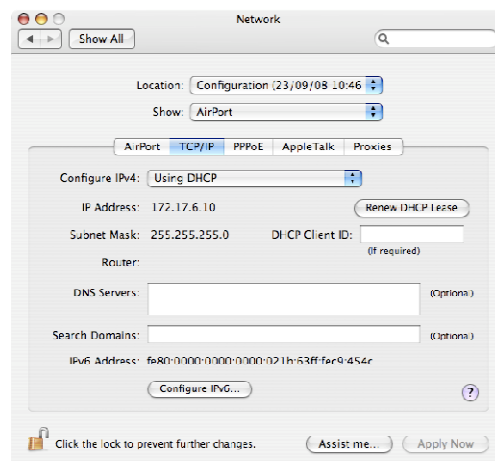 Network
Show All
Location: Configuration (23/09/08 10:46
Show: AirPort
AirPort TCP/IP PPPoE AppleTalk Proxies
Configure IPv4: Using DHCP
IP Address: 172.17.6.10 Renew DHCP Lease
Subnet Mask: 255.255.255.0 DHCP Client ID:
(If required)
Router:
DNS Servers: (Optional)
Search Domains: (Optional)
IPv6 Address: fe80:0000:0000:0000:021b:63ff:fec9:454c
Configure IPv6...
?
Click the lock to prevent further changes. Assist me... Apply Now